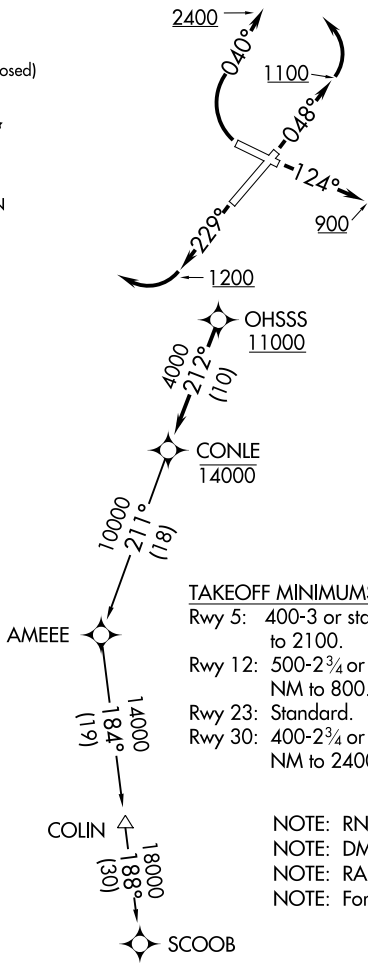 2400
040°
osed)
1100
048°
N
124°
900
229°
1200
OHSSS
11000
4000
212°
(10)
CONLE
14000
10000
211°
(18)
TAKEOFF MINIMUMS
Rwy 5: 400-3 or sta
to 2100.
AMEEE
Rwy 12: 500-2¾ or
NM to 800.
14000
184°
(19)
Rwy 23: Standard.
Rwy 30: 400-2¾ or
NM to 2400
COLIN
NOTE: RN
NOTE: DM
18000
188°
(30)
NOTE: RA
NOTE: For
SCOOB